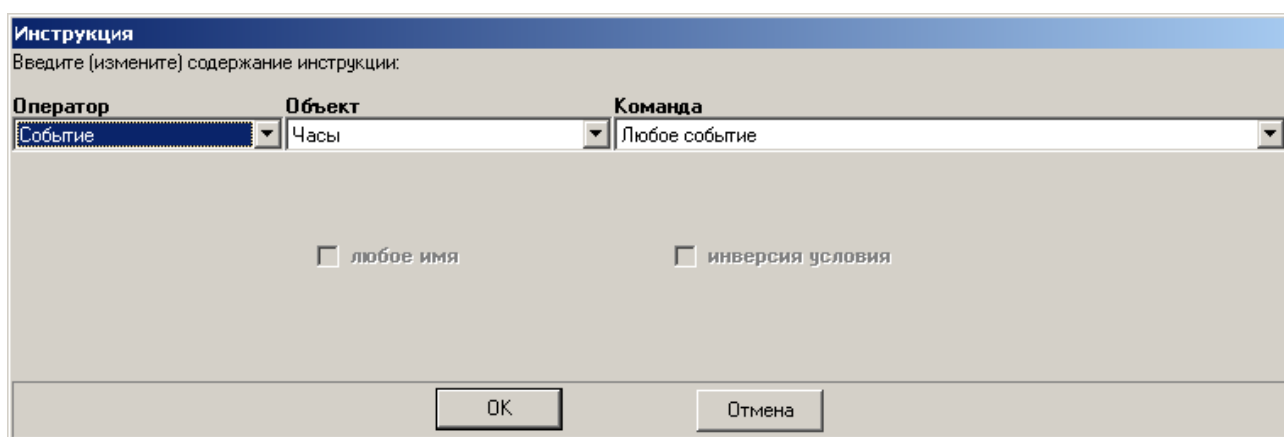 Инструкция
Введите (измените) содержание инструкции:
Оператор Объект Команда
Событие Часы Любое событие
любое имя инверсия условия
OK Отмена